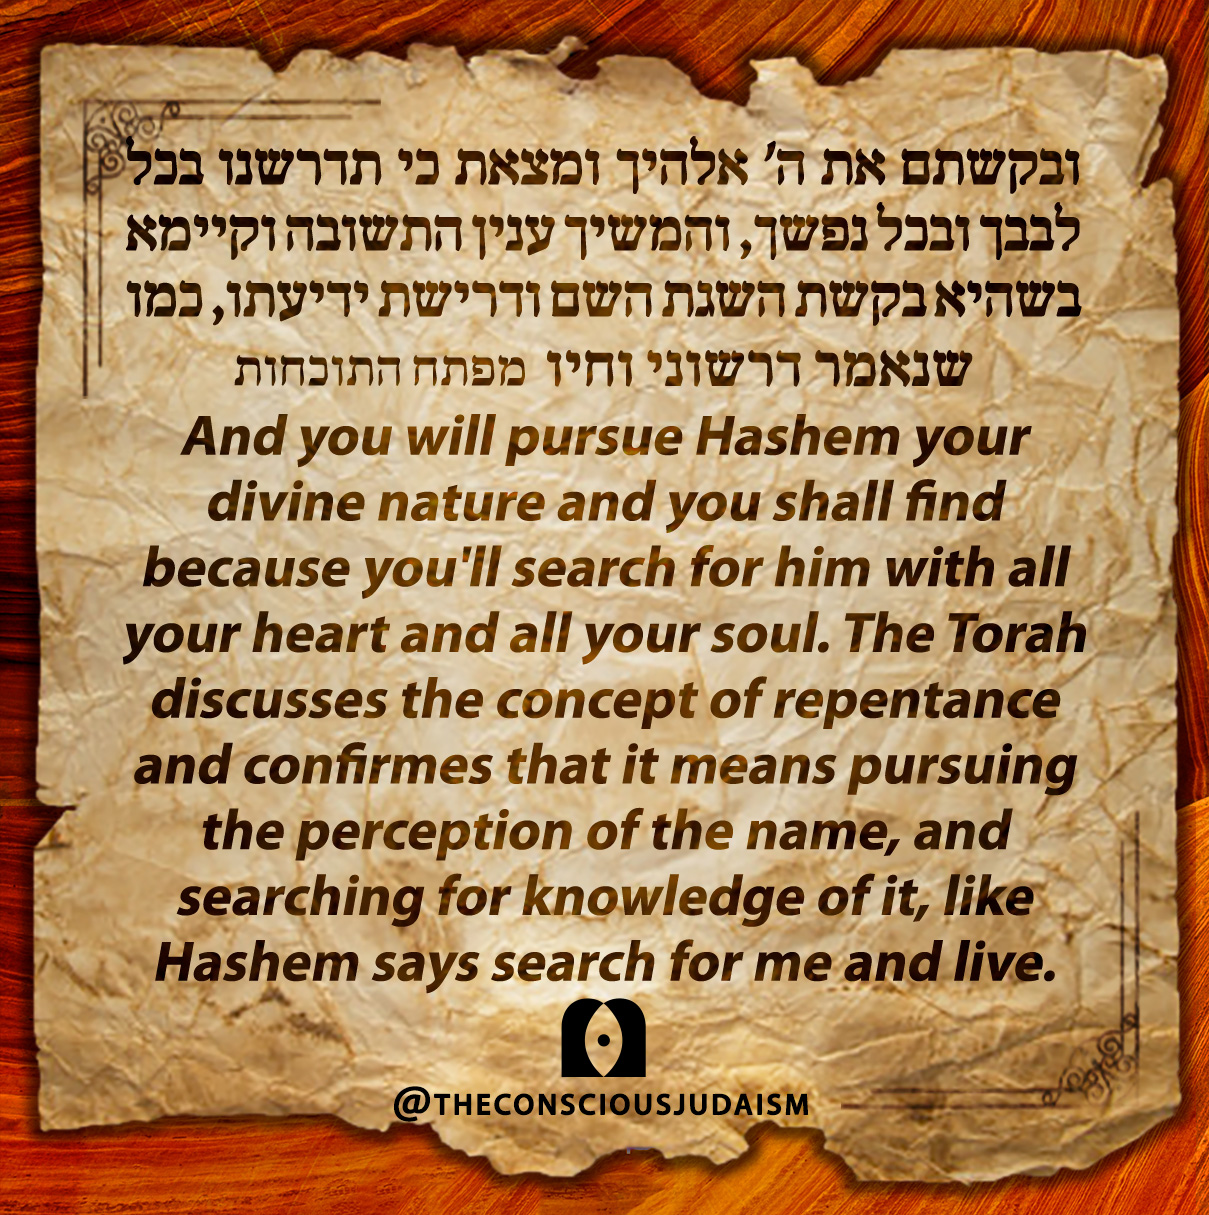 ובקשתם את ה׳ אלהיך ומצאת כי תדרשנו בכל
לבבך ובכל נפשך, והמשיך ענין התשובה וקיימא
בשהיא בקשת השגת השם ודרישת ידיעתו, כמו
שנאמר דרשוני וחיו מפתח התוכחות
And you will pursue Hashem your
divine nature and you shall find
because you'll search for him with all
your heart and all your soul. The Torah
discusses the concept of repentance
and confirmes that it means pursuing
the perception of the name, and
searching for knowledge of it, like
Hashem says search for me and live.
@THECONSCIOUSJUDAISM